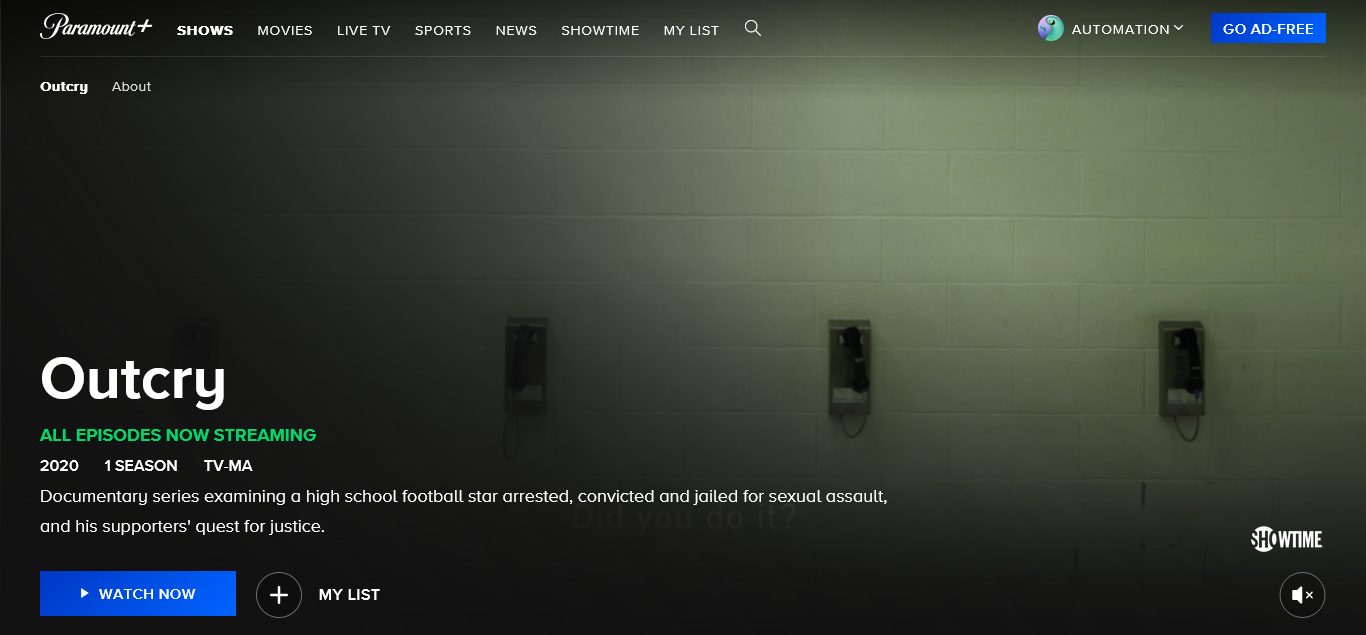 Paramount+ SHOWS MOVIES LIVE TV SPORTS NEWS SHOWTIME MY LIST AUTOMATION GO AD-FREE
Outcry About
Outcry
ALL EPISODES NOW STREAMING
2020 1 SEASON TV-MA
Documentary series examining a high school football star arrested, convicted and jailed for sexual assault,
and his supporters' quest for justice.
Did you do it?
SHOWTIME
WATCH NOW MY LIST